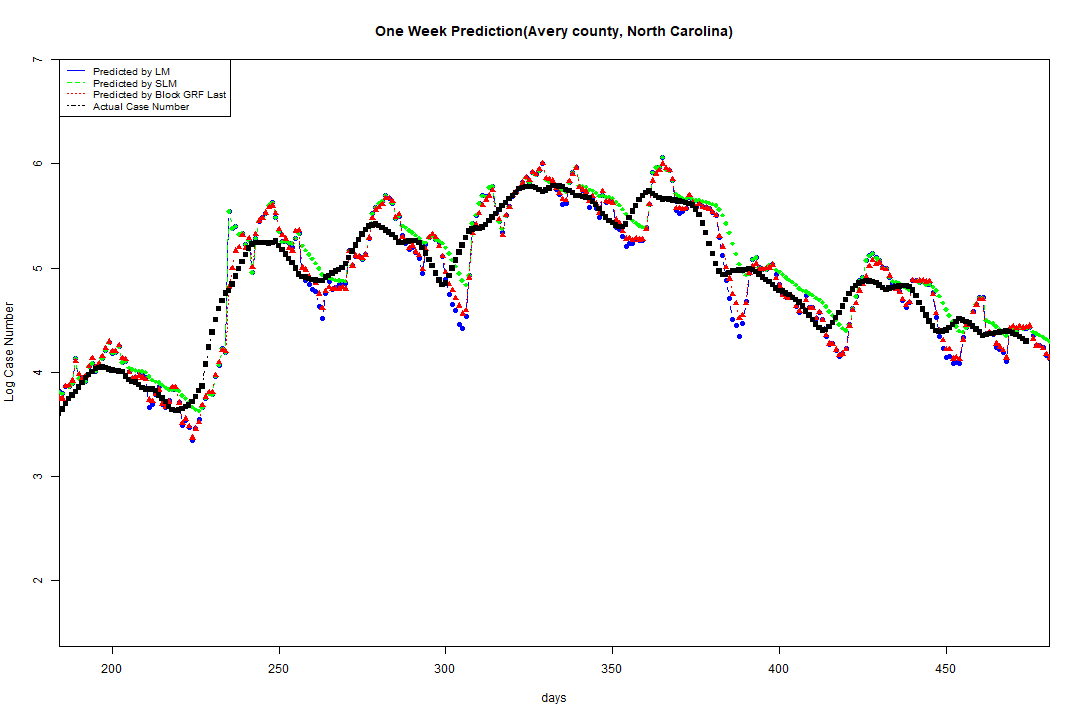 One Week Prediction(Avery county, North Carolina)
Predicted by LM
Predicted by SLM
Predicted by Block GRF Last
Actual Case Number
7
6
5
4
3
2
Log Case Number
200 250 300 350 400 450
days